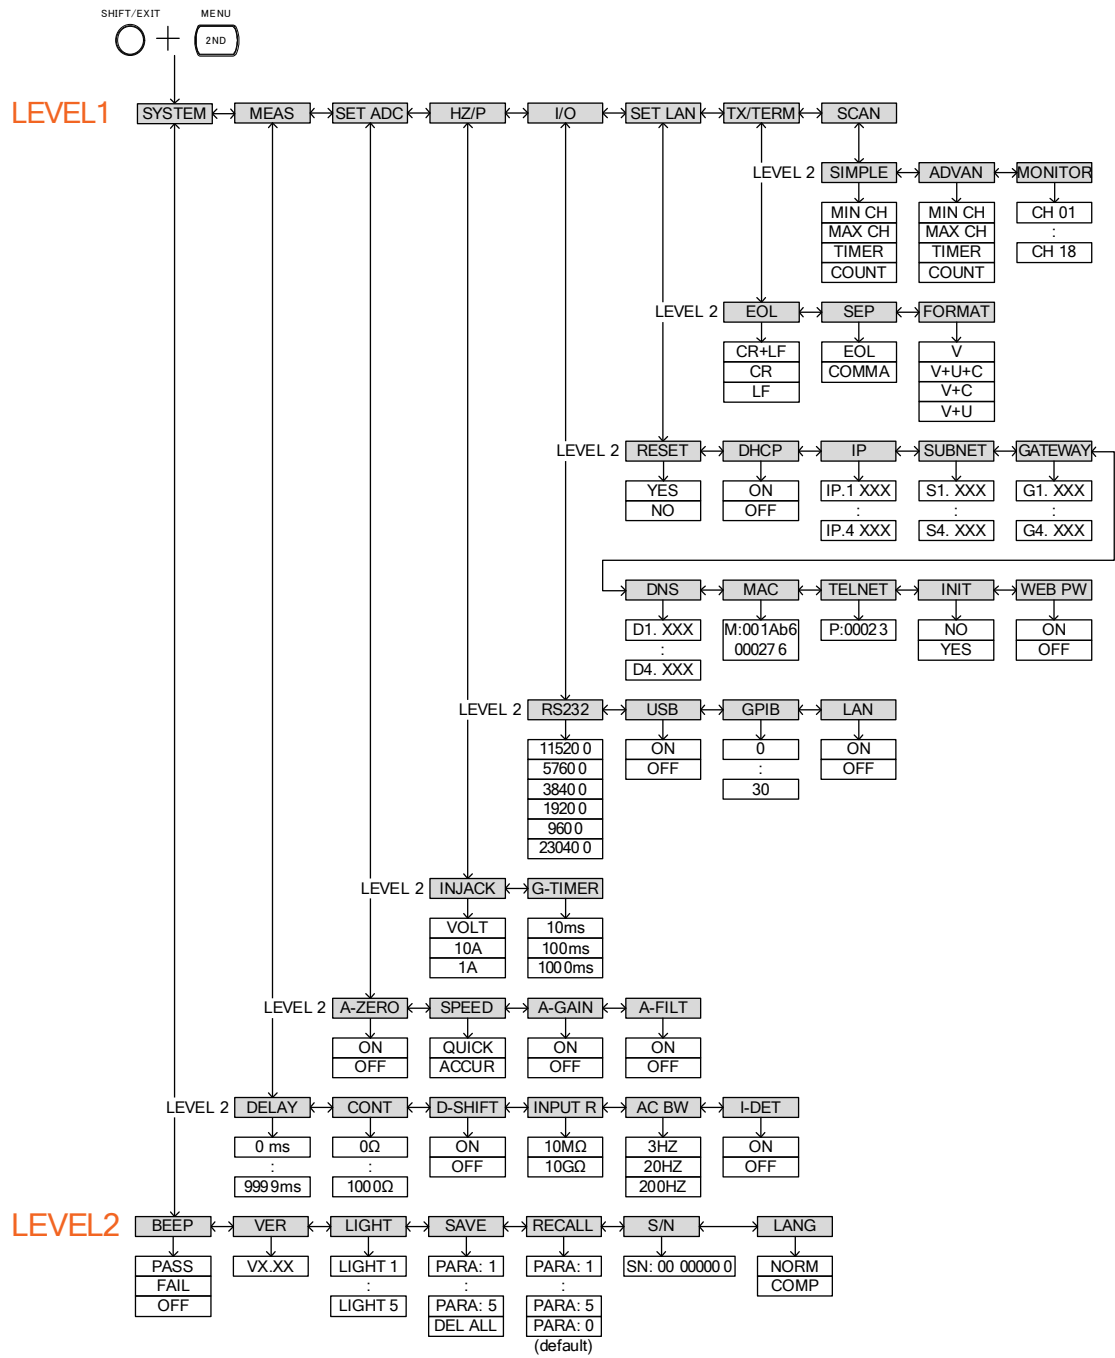 SHIFT/EXIT MENU
2ND
LEVEL1 SYSTEM MEAS SET ADC HZ/P I/O SET LAN TX/TERM SCAN
LEVEL 2 SIMPLE ADVAN MONITOR
MIN CH MIN CH CH 01
MAX CH MAX CH :
TIMER TIMER CH 18
COUNT COUNT
LEVEL 2 EOL SEP FORMAT
CR+LF EOL V
CR COMMA V+U+C
LF V+C
V+U
LEVEL 2 RESET DHCP IP SUBNET GATEWAY
YES ON IP.1 XXX S1. XXX G1. XXX
NO OFF : : :
IP.4 XXX S4. XXX G4. XXX
DNS MAC TELNET INIT WEB PW
D1. XXX M:001Ab6 P:00023 NO ON
: 000276 YES OFF
D4. XXX
LEVEL 2 RS232 USB GPIB LAN
115200 ON 0 ON
57600 OFF : OFF
38400 30
19200
9600
230400
LEVEL 2 INJACK G-TIMER
VOLT 10ms
10A 100ms
1A 1000ms
LEVEL 2 A-ZERO SPEED A-GAIN A-FILT
ON QUICK ON ON
OFF ACCUR OFF OFF
LEVEL 2 DELAY CONT D-SHIFT INPUT R AC BW I-DET
0 ms 0Ω ON 10MΩ 3HZ ON
: : OFF 10GΩ 20HZ OFF
9999ms 1000Ω 200HZ
LEVEL2 BEEP VER LIGHT SAVE RECALL S/N LANG
PASS VX.XX LIGHT 1 PARA: 1 PARA: 1 SN: 00 000000 NORM
FAIL : : : COMP
OFF LIGHT 5 PARA: 5 PARA: 5
DEL ALL PARA: 0
(default)